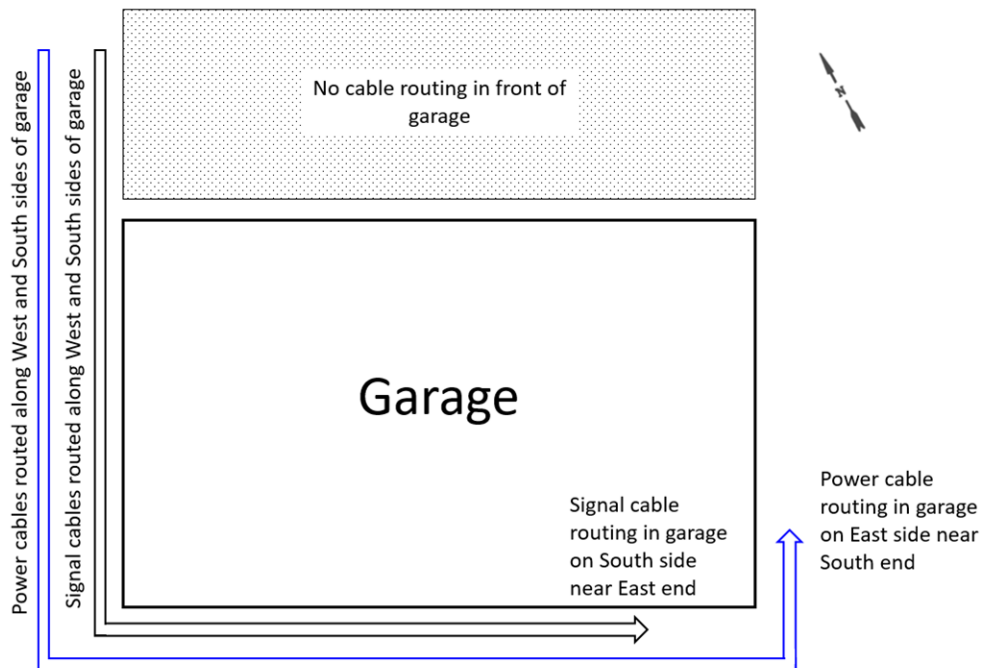 Power cables routed along West and South sides of garage
Signal cables routed along West and South sides of garage
No cable routing in front of
garage
N
Garage
Signal cable
routing in garage
on South side
near East end
Power cable
routing in garage
on East side near
South end